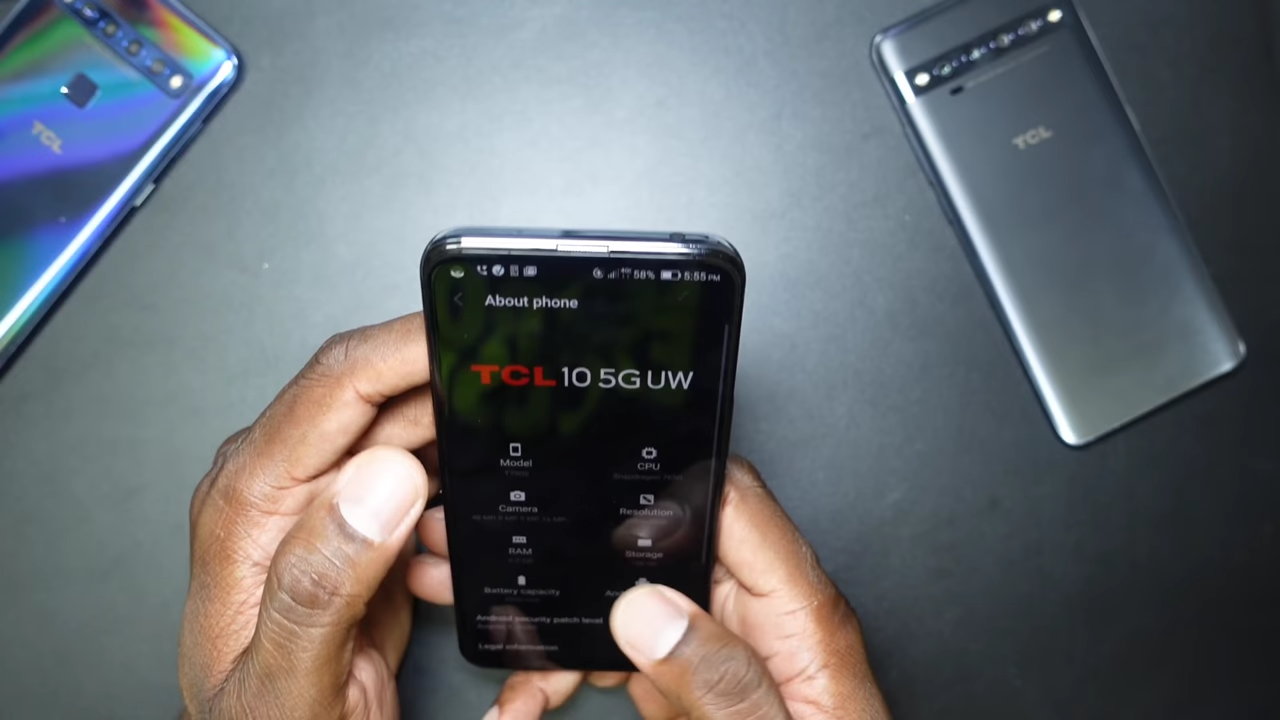 TCL
TCL
58% 5:55 PM
About phone
TCL 10 5G UW
Model
CPU
Camera
Resolution
RAM
Storage
Battery capacity
Android security patch level
Legal information